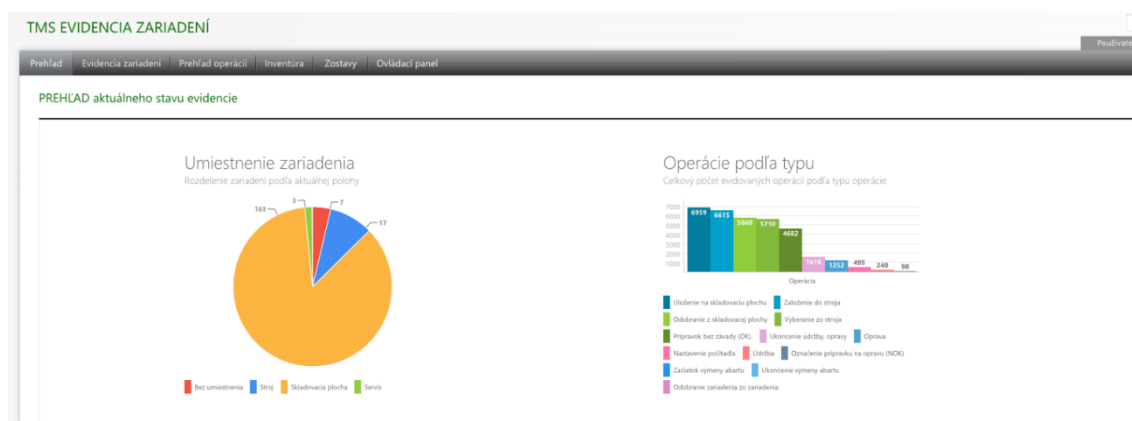 TMS EVIDENCIA ZARIADENÍ
Prehľad Evidencia zariadení Prehľad operácií Inventúra Zostavy Ovládací panel
PREHĽAD aktuálneho stavu evidencie
Umiestnenie zariadenia
Rozdelenie zariadení podľa aktuálnej polohy
3 7
163 17
Bez umiestnenia Stroj Skladovacia plocha Servis
Operácie podľa typu
Celkový počet evidovaných operácií podľa typu operácie
7000
6000
5000
4000
3000
2000
1000
6959 6615 5868 5710 4682 1616 1252 495 240 98
Operácia
Uloženie na skladovaciu plochu Založenie do stroja
Odobranie z skladovacej plochy Vyberanie zo stroja
Prípravok bez závady (OK). Ukoncenie údržby, opravy Oprava
Nastavenie počítadla Údržba Označenie prípravku na opravu (NOK)
Začiatok výmeny abartu Ukončenie výmeny abartu
Odobranie zariadenia zo zariadenia.